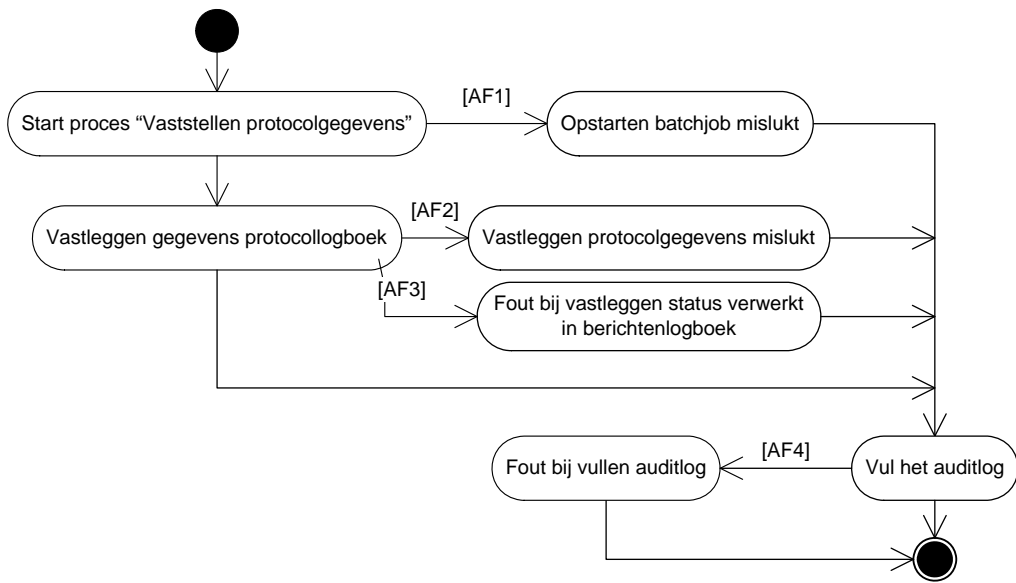 [AF1]
Start proces “Vaststellen protocolgegevens”
Opstarten batchjob mislukt
[AF2]
Vastleggen gegevens protocollogboek
Vastleggen protocolgegevens mislukt
[AF3]
Fout bij vastleggen status verwerkt
in berichtenlogboek
[AF4]
Fout bij vullen auditlog
Vul het auditlog